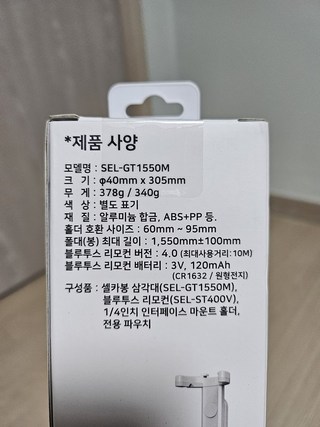 *제품 사양
모델명 : SEL-GT1550M
크 기 : φ40mm x 305mm
무 게 : 378g / 340g
색 상 : 별도 표기
재 질 : 알루미늄 합금, ABS+PP 등.
홀더 호환 사이즈 : 60mm ~ 95mm
폴대(봉) 최대 길이 : 1,550mm±100mm
블루투스 리모컨 버전 : 4.0 (최대사용거리:10M)
블루투스 리모컨 배터리 : 3V, 120mAh
(CR1632 / 원형전지)
구성품 : 셀카봉 삼각대(SEL-GT1550M),
블루투스 리모컨(SEL-ST400V),
1/4인치 인터페이스 마운트 홀더,
전용 파우치